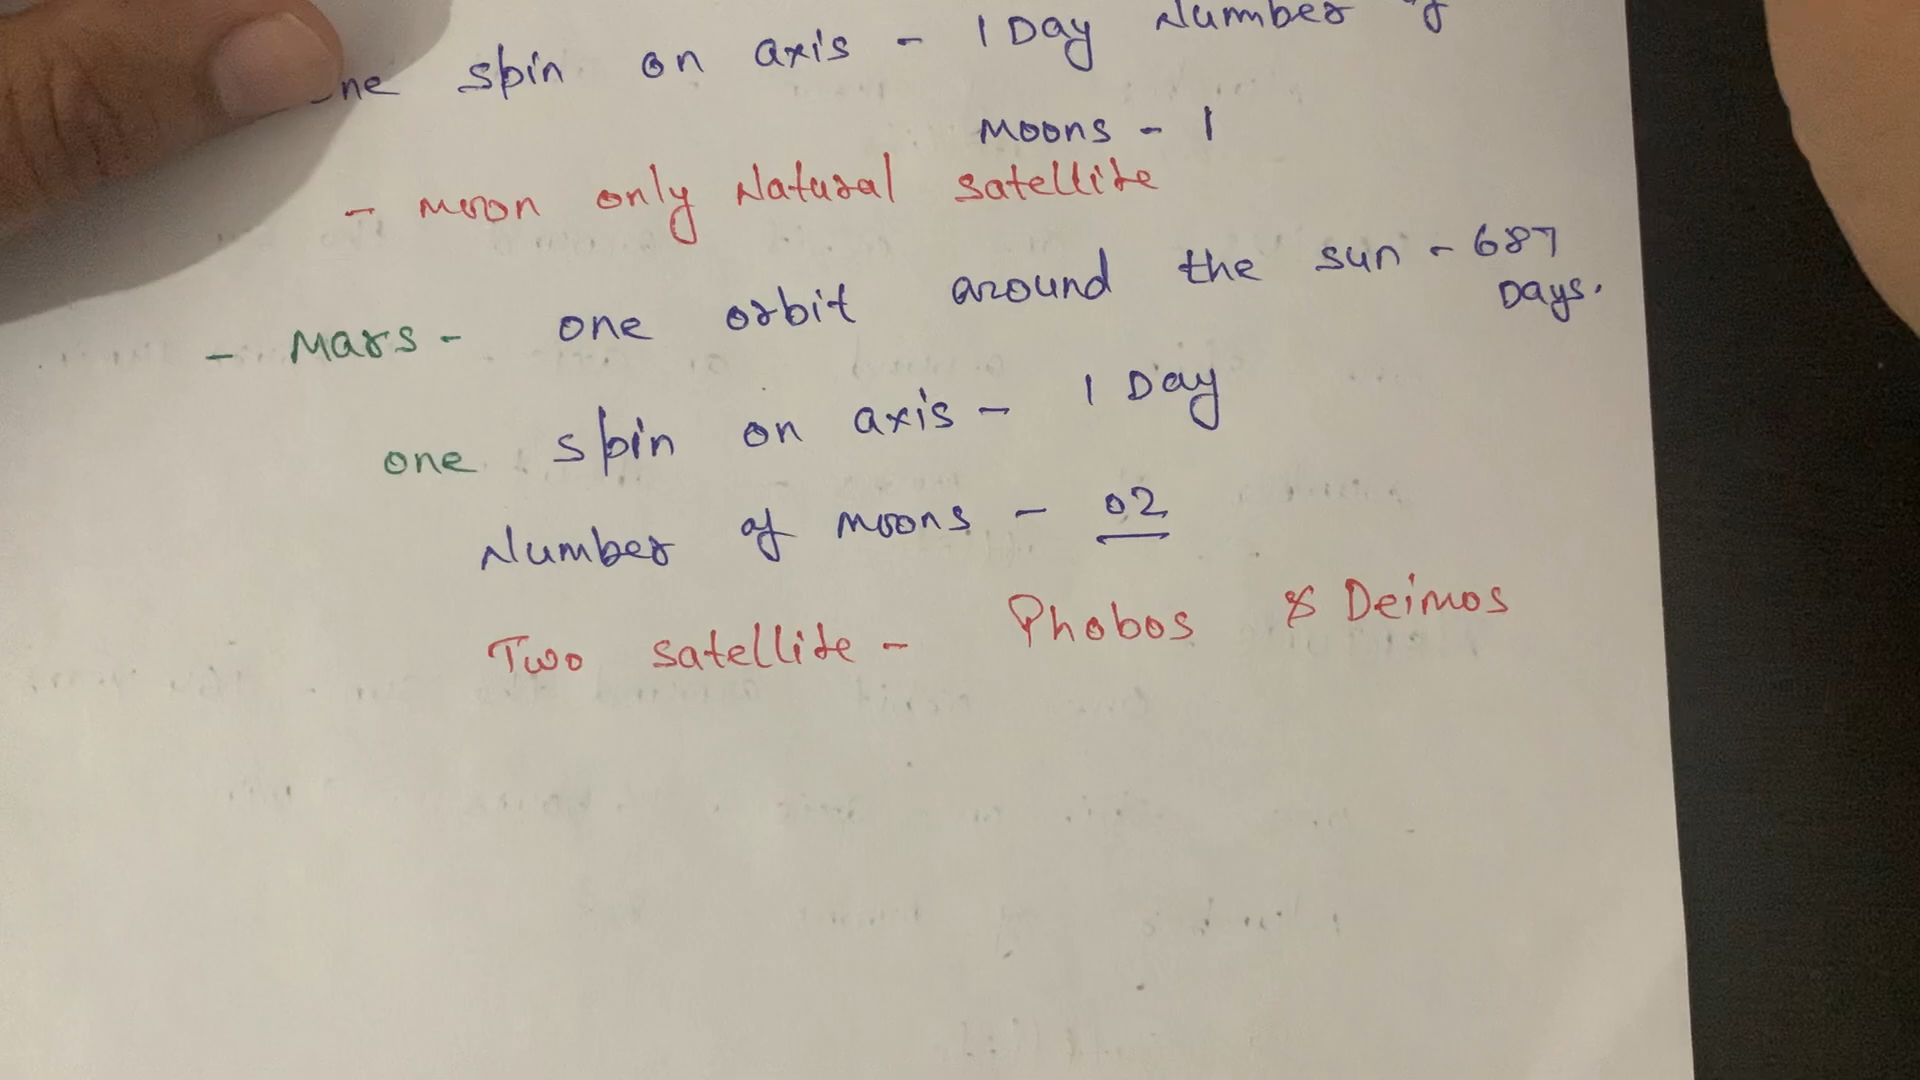 one spin on axis - 1 Day Number of
Moons - 1
- Moon only Natural satellite
- Mars - one orbit around the sun - 687
Days.
one spin on axis - 1 Day
Number of moons - 02
Two satellite - Phobos & Deimos